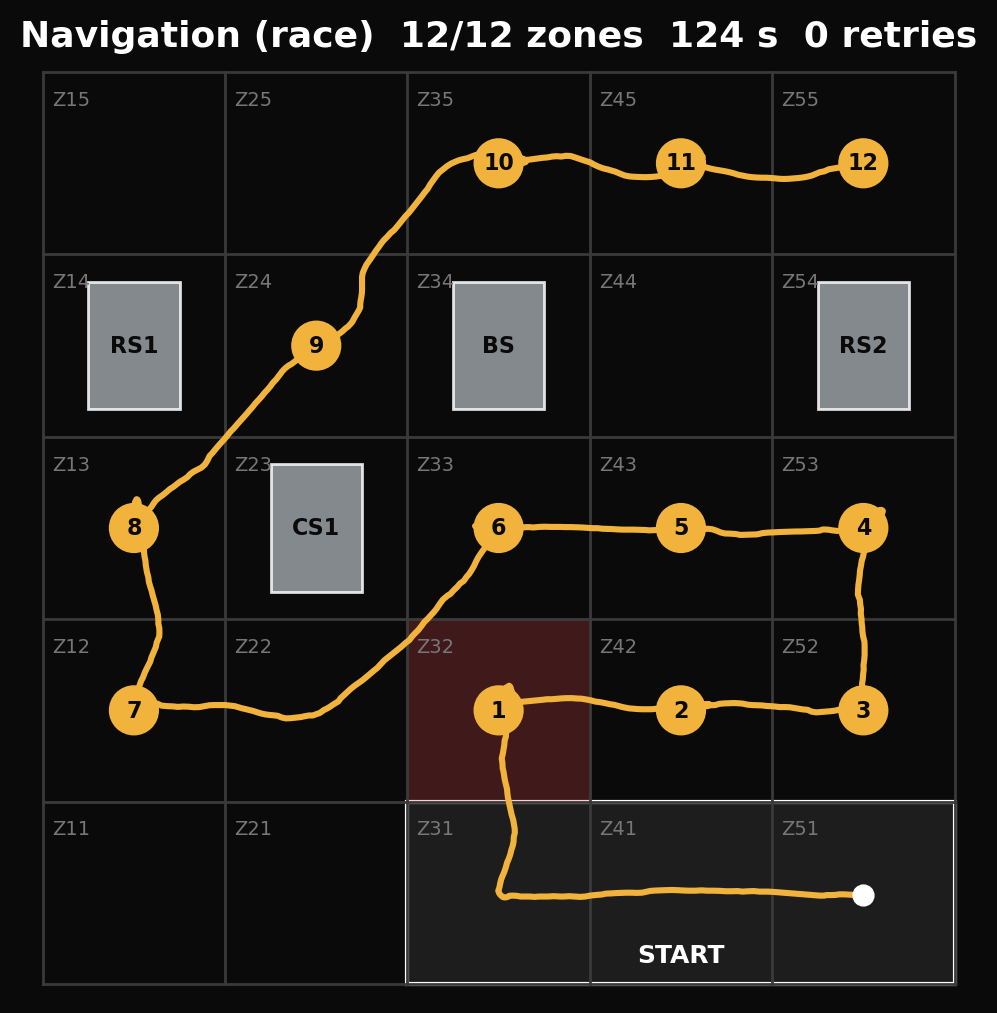 Navigation (race)  12/12 zones  124 s  0 retries
Z15 Z25 Z35 Z45 Z55
10 11 12
Z14 Z24 Z34 Z44 Z54
RS1 9 BS RS2
Z13 Z23 Z33 Z43 Z53
8 CS1 6 5 4
Z12 Z22 Z32 Z42 Z52
7 1 2 3
Z11 Z21 Z31 Z41 Z51
START